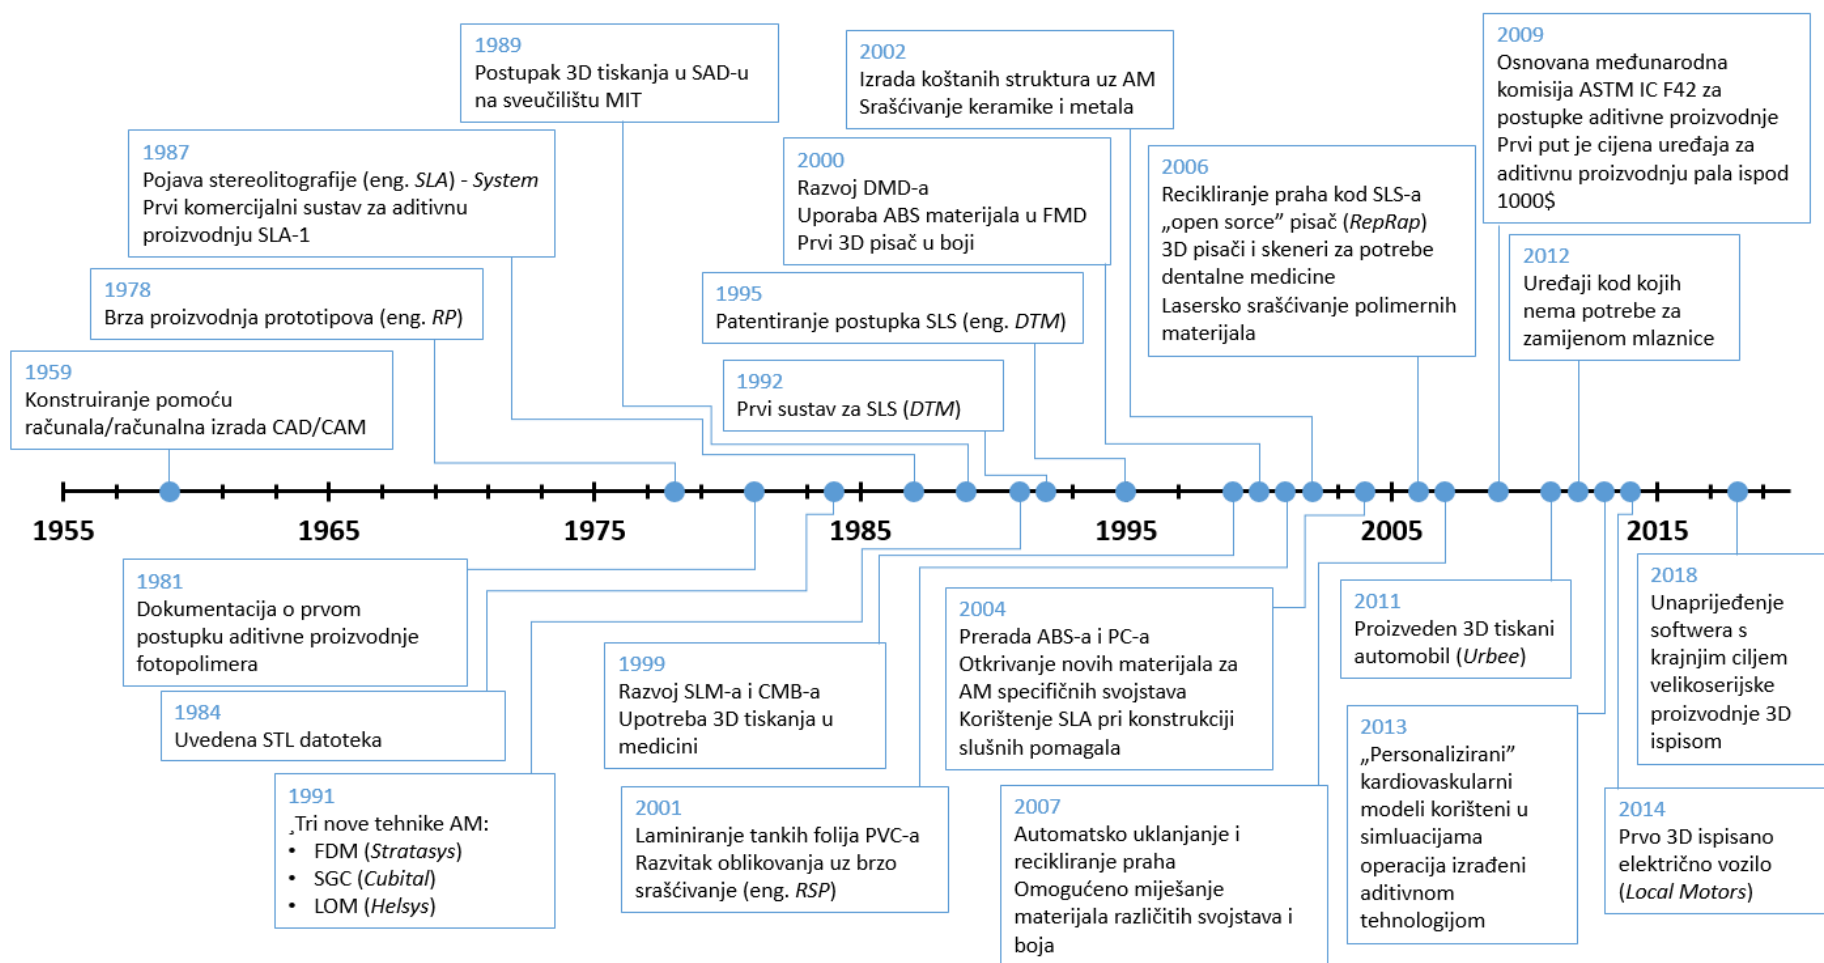 1989
Postupak 3D tiskanja u SAD-u
na sveučilištu MIT
2002
Izrada koštanih struktura uz AM
Srašćivanje keramike i metala
2009
Osnovana međunarodna
komisija ASTM IC F42 za
postupke aditivne proizvodnje
Prvi put je cijena uređaja za
aditivnu proizvodnju pala ispod
1000$
1987
Pojava stereolitografije (eng. SLA) - System
Prvi komercijalni sustav za aditivnu
proizvodnju SLA-1
2000
Razvoj DMD-a
Uporaba ABS materijala u FMD
Prvi 3D pisač u boji
2006
Recikliranje praha kod SLS-a
„open sorce” pisač (RepRap)
3D pisači i skeneri za potrebe
dentalne medicine
Lasersko srašćivanje polimernih
materijala
2012
Uređaji kod kojih
nema potrebe za
zamijenom mlaznice
1978
Brza proizvodnja prototipova (eng. RP)
1995
Patentiranje postupka SLS (eng. DTM)
1959
Konstruiranje pomoću
računala/računalna izrada CAD/CAM
1992
Prvi sustav za SLS (DTM)
1955 1965 1975 1985 1995 2005 2015
1981
Dokumentacija o prvom
postupku aditivne proizvodnje
fotopolimera
1984
Uvedena STL datoteka
1991
¸Tri nove tehnike AM:
• FDM (Stratasys)
• SGC (Cubital)
• LOM (Helsys)
1999
Razvoj SLM-a i CMB-a
Upotreba 3D tiskanja u
medicini
2001
Laminiranje tankih folija PVC-a
Razvitak oblikovanja uz brzo
srašćivanje (eng. RSP)
2004
Prerada ABS-a i PC-a
Otkrivanje novih materijala za
AM specifičnih svojstava
Korištenje SLA pri konstrukciji
slušnih pomagala
2007
Automatsko uklanjanje i
recikliranje praha
Omogućeno miješanje
materijala različitih svojstava i
boja
2011
Proizveden 3D tiskani
automobil (Urbee)
2013
„Personalizirani”
kardiovaskularni
modeli korišteni u
simluacijama
operacija izrađeni
aditivnom
tehnologijom
2018
Unaprijeđenje
softwera s
krajnjim ciljem
velikoserijske
proizvodnje 3D
ispisom
2014
Prvo 3D ispisano
električno vozilo
(Local Motors)